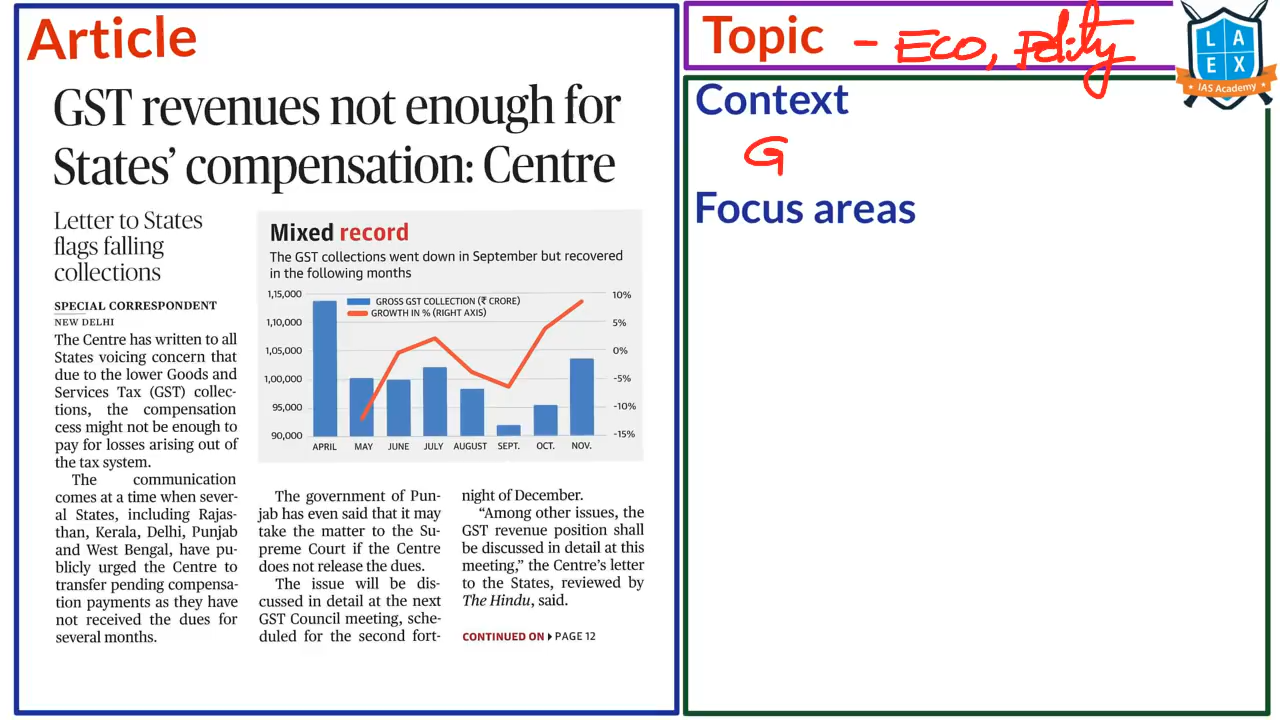 Article
GST revenues not enough for
States' compensation: Centre
Letter to States
flags falling
collections
SPECIAL CORRESPONDENT
NEW DELHI
The Centre has written to all
States voicing concern that
due to the lower Goods and
Services Tax (GST) collec-
tions, the compensation
cess might not be enough to
pay for losses arising out of
the tax system.
The communication
comes at a time when sever-
al States, including Rajas-
than, Kerala, Delhi, Punjab
and West Bengal, have pu-
blicly urged the Centre to
transfer pending compensa-
tion payments as they have
not received the dues for
several months.
Mixed record
The GST collections went down in September but recovered
in the following months
GROSS GST COLLECTION (₹ CRORE)
GROWTH IN % (RIGHT AXIS)
1,15,000
1,10,000
1,05,000
1,00,000
95,000
90,000
10%
5%
0%
-5%
-10%
-15%
APRIL MAY JUNE JULY AUGUST SEPT. OCT. NOV.
The government of Pun-
jab has even said that it may
take the matter to the Su-
preme Court if the Centre
does not release the dues.
The issue will be dis-
cussed in detail at the next
GST Council meeting, sche-
duled for the second fort-
night of December.
“Among other issues, the
GST revenue position shall
be discussed in detail at this
meeting,” the Centre’s letter
to the States, reviewed by
The Hindu, said.
CONTINUED ON PAGE 12
Topic - Eco, Polity
L A
E X
IAS Academy
Context
G
Focus areas